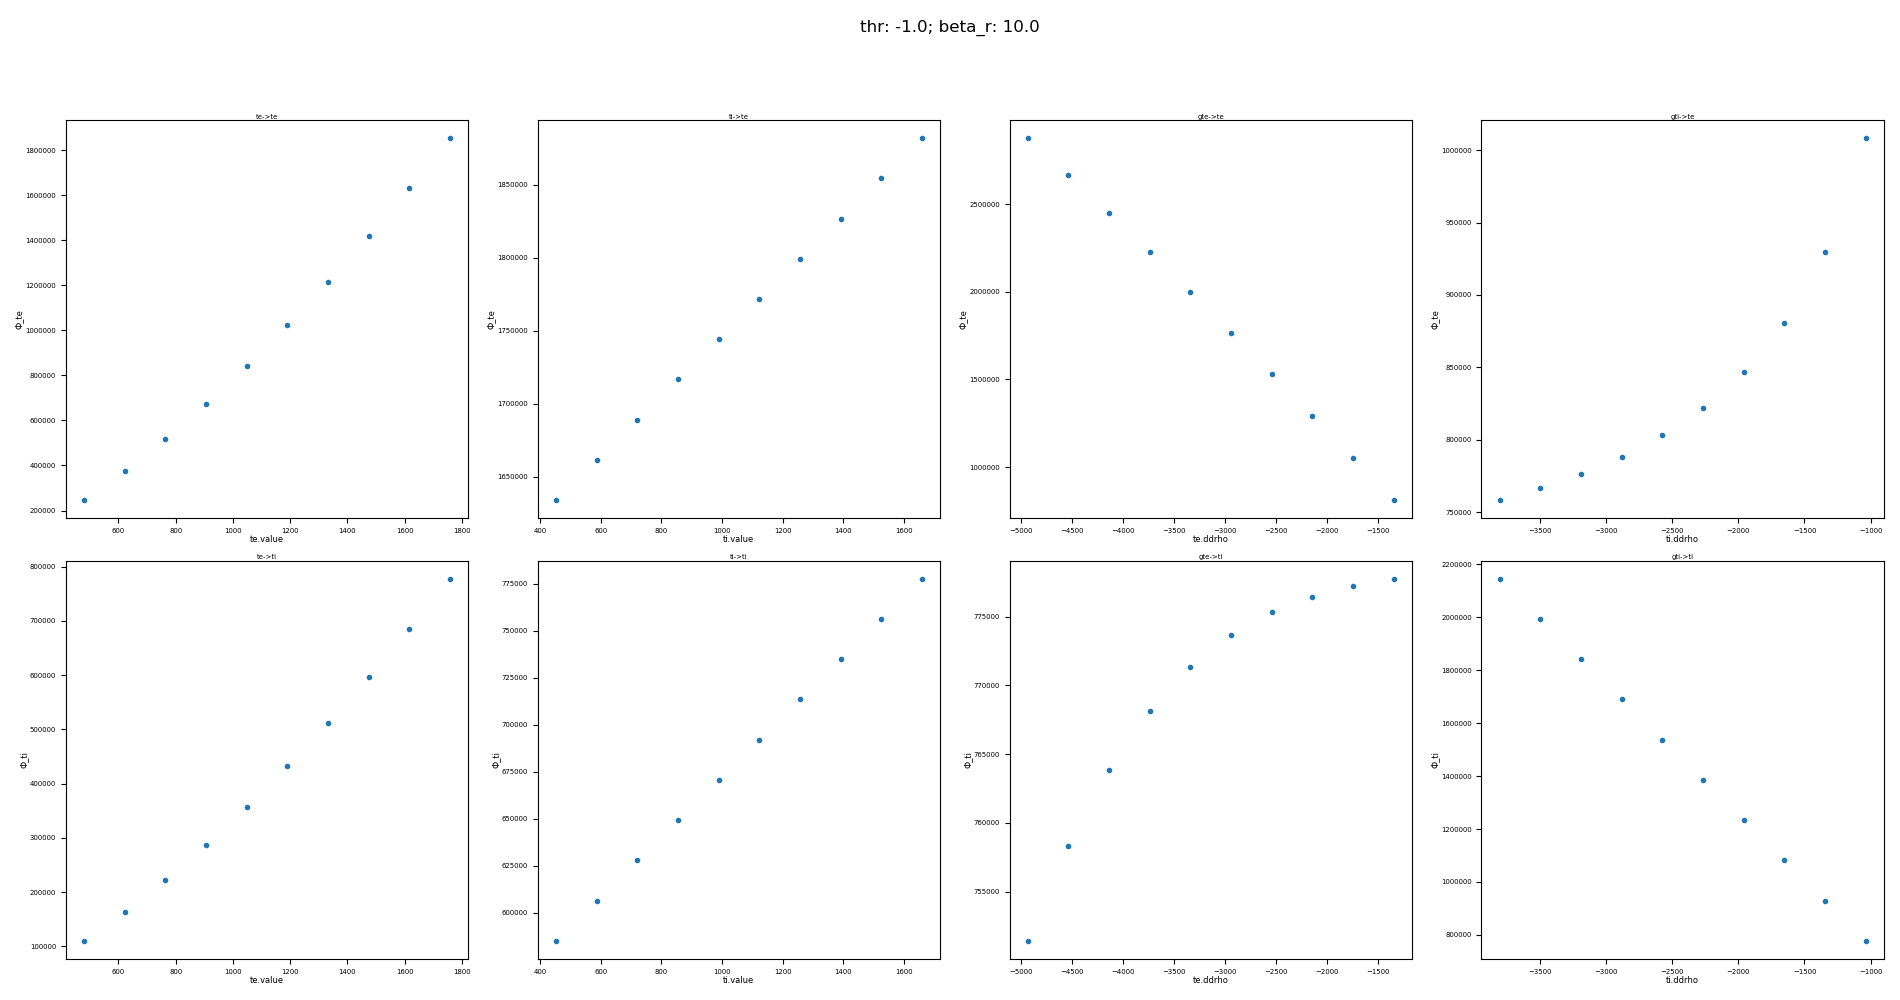 thr: -1.0; beta_r: 10.0
te->te
1800000
1600000
1400000
1200000
1000000
800000
600000
400000
200000
Φ_te
600 800 1000 1200 1400 1600 1800
te.value
ti->te
1850000
1800000
1750000
1700000
1650000
Φ_te
400 600 800 1000 1200 1400 1600
ti.value
gte->te
2500000
2000000
1500000
1000000
Φ_te
−5000 −4500 −4000 −3500 −3000 −2500 −2000 −1500
te.ddrho
gti->te
1000000
950000
900000
850000
800000
750000
Φ_te
−3500 −3000 −2500 −2000 −1500 −1000
ti.ddrho
te->ti
800000
700000
600000
500000
400000
300000
200000
100000
Φ_ti
600 800 1000 1200 1400 1600 1800
te.value
ti->ti
775000
750000
725000
700000
675000
650000
625000
600000
Φ_ti
400 600 800 1000 1200 1400 1600
ti.value
gte->ti
775000
770000
765000
760000
755000
Φ_ti
−5000 −4500 −4000 −3500 −3000 −2500 −2000 −1500
te.ddrho
gti->ti
2200000
2000000
1800000
1600000
1400000
1200000
1000000
800000
Φ_ti
−3500 −3000 −2500 −2000 −1500 −1000
ti.ddrho